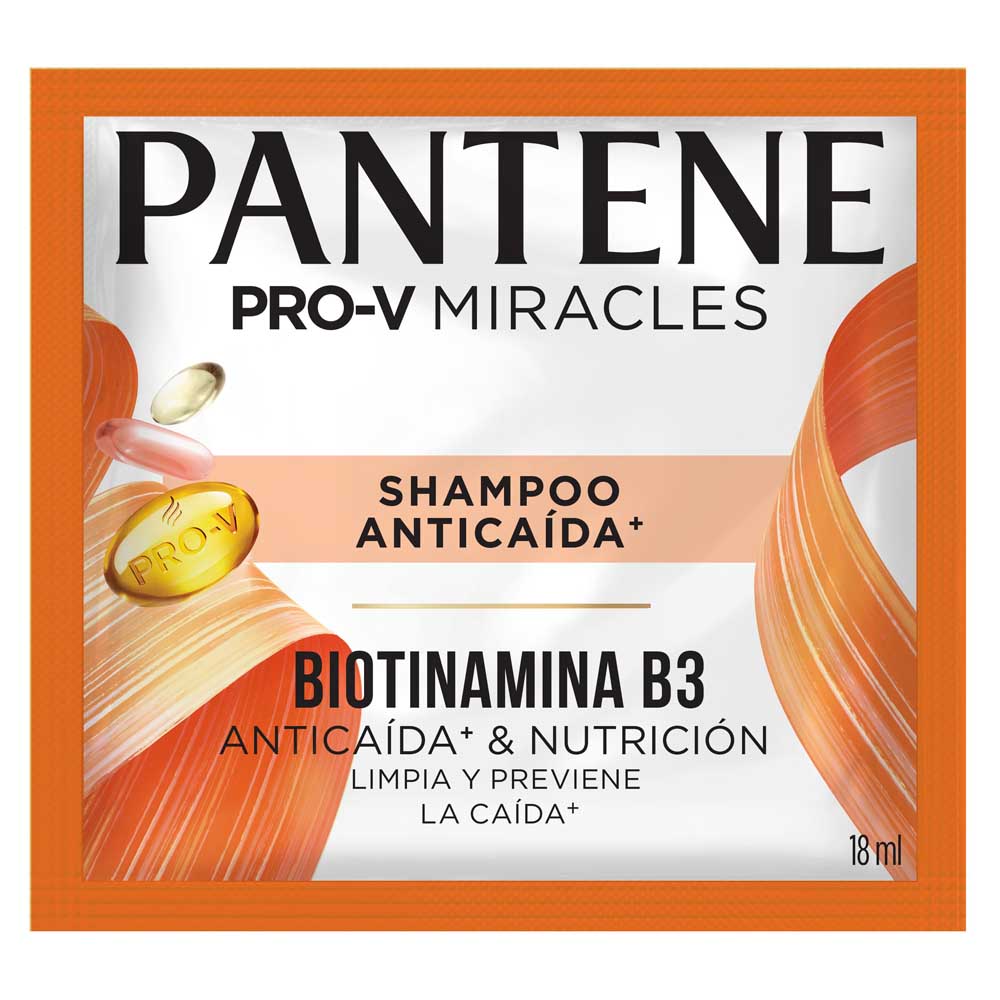 PANTENE
PRO-V MIRACLES
PRO-V
SHAMPOO
ANTICAÍDA⁺
BIOTINAMINA B3
ANTICAÍDA⁺ & NUTRICIÓN
LIMPIA Y PREVIENE
LA CAÍDA⁺
18 ml